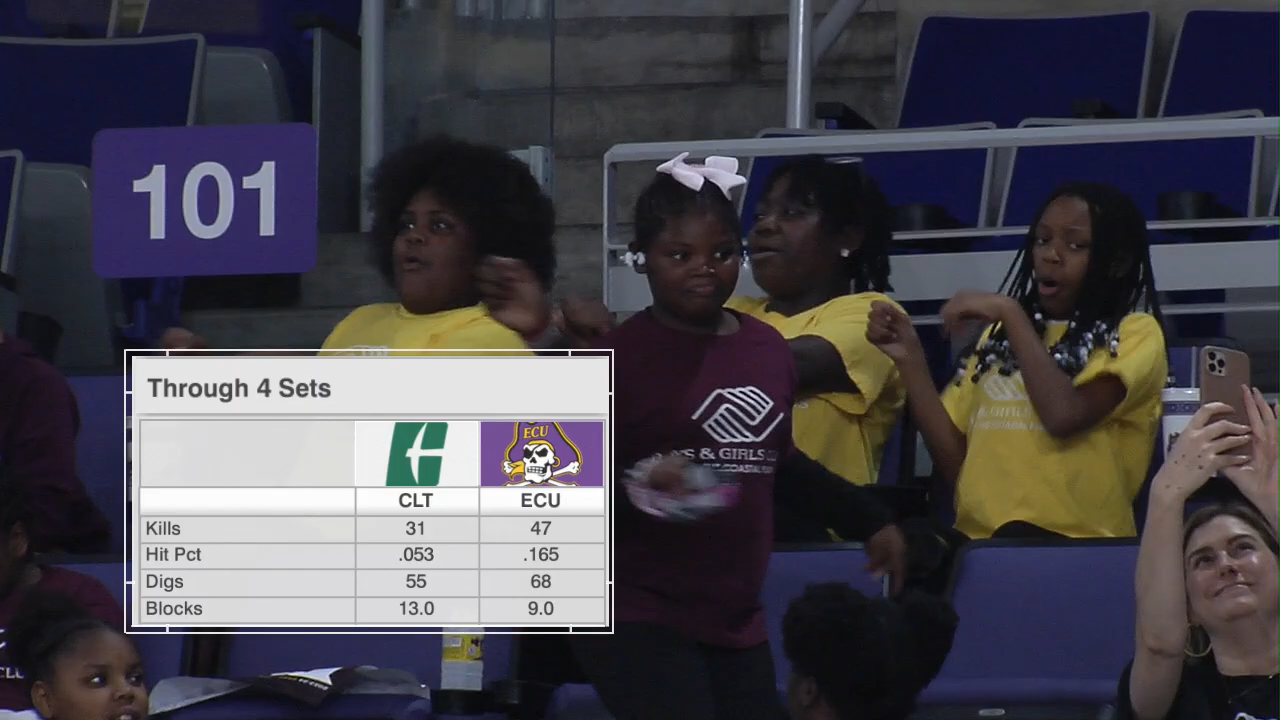 101
Through 4 Sets
ECU
CLT ECU
Kills 31 47
Hit Pct .053 .165
Digs 55 68
Blocks 13.0 9.0
& GIRLS
COASTAL